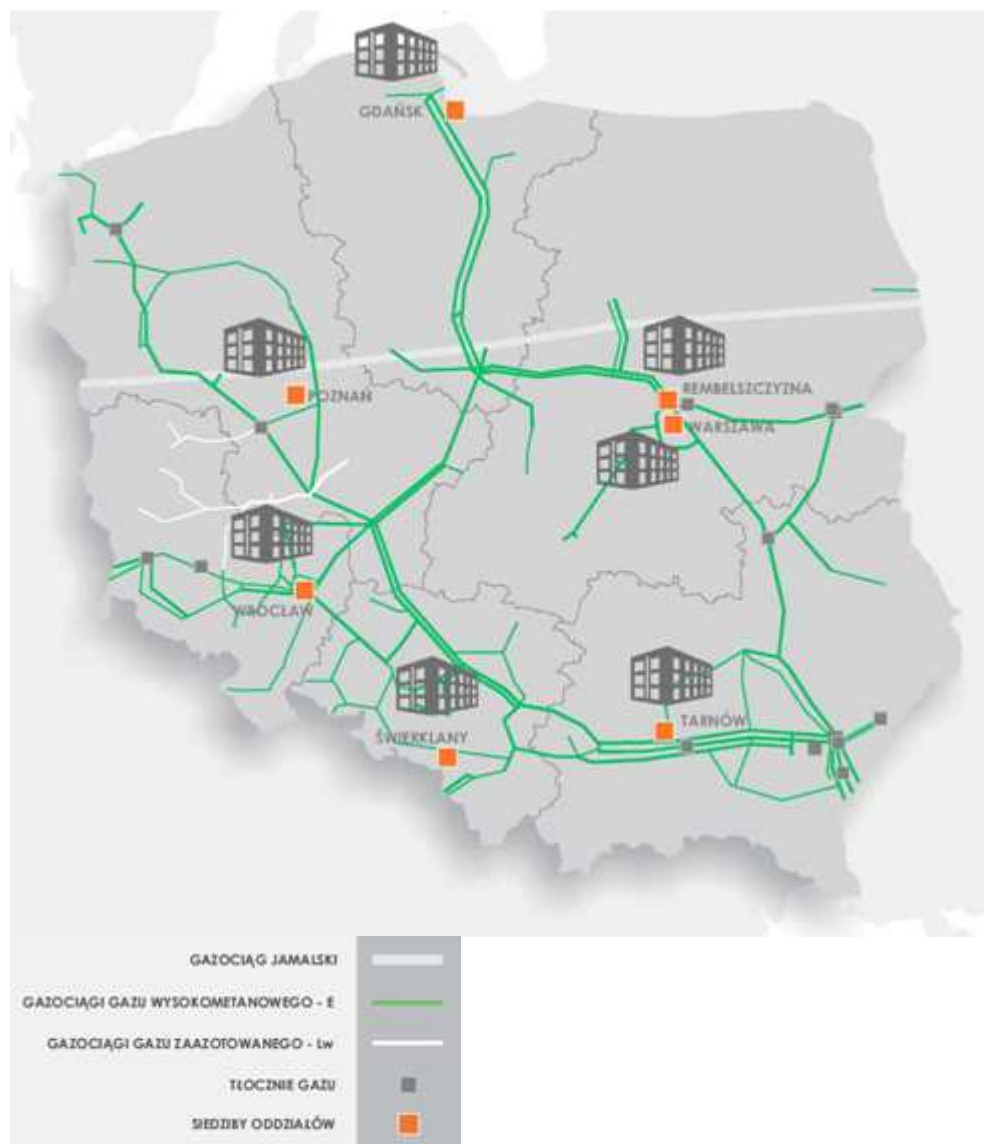 GDAŃSK
POZNAŃ
REMBELSZCZYZNA
WARSZAWA
WROCŁAW
ŚWIERKLANY
TARNÓW
GAZOCIĄG JAMALSKI
GAZOCIĄGI GAZU WYSOKOMETANOWEGO - E
GAZOCIĄGI GAZU ZAAZOTOWANEGO - Lw
TŁOCZNIE GAZU
SIEDZIBY ODDZIAŁÓW